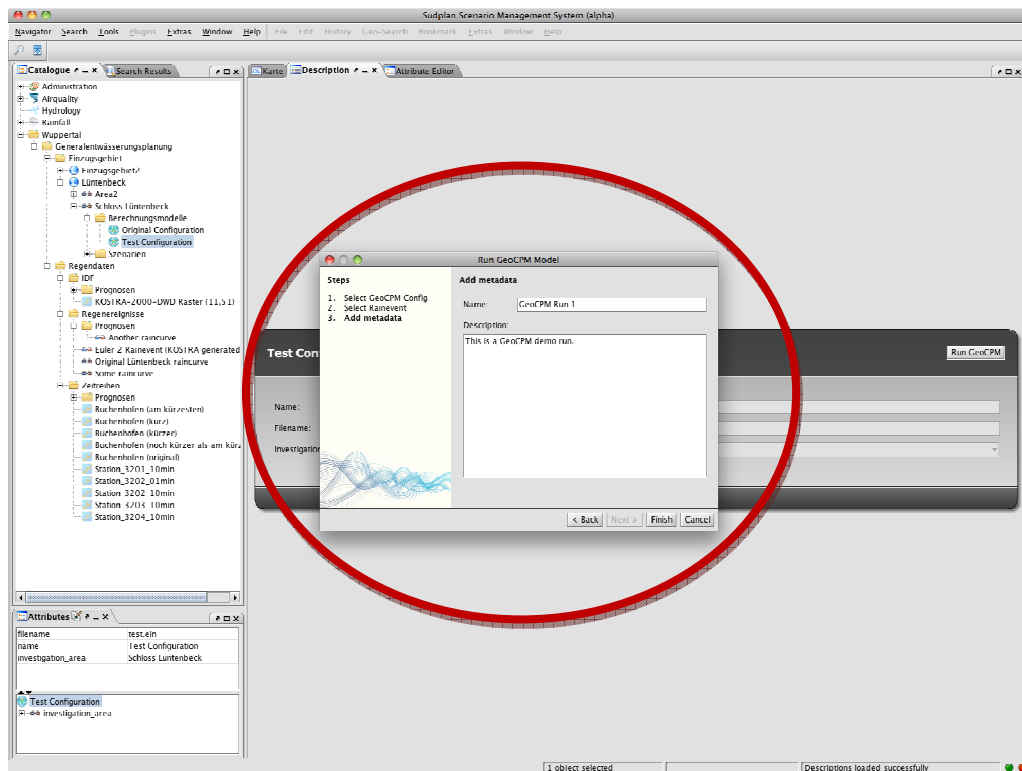 Sudplan Scenario Management System (alpha)
Navigator Search Tools Plugins Extras Window Help File Edit History Geo-Search Bookmark Extras Window Help
Catalogue Search Results Karte Description Attribute Editor
Administration
Airquality
Hydrology
Rainfall
Wuppertal
Generalentwässerungsplanung
Einzugsgebiet
Einzugsgebiet2
Lüntenbeck
Area2
Schloss Lüntenbeck
Berechnungsmodelle
Original Configuration
Test Configuration
Szenarien
Regendaten
IDF
Prognosen
KOSTRA-2000-DWD Raster (11,51)
Regenereignisse
Prognosen
Another raincurve
Euler 2 Rainevent (KOSTRA generated
Original Lüntenbeck raincurve
Some raincurve
Zeitreihen
Prognosen
Buchenhofen (am kürzesten)
Buchenhofen (kurz)
Buchenhofen (kürzer)
Buchenhofen (noch kürzer als am kürz
Buchenhofen (original)
Station_3201_10min
Station_3202_01min
Station_3202_10min
Station_3203_10min
Station_3204_10min
Run GeoCPM Model
Steps
1. Select GeoCPM Config
2. Select Rainevent
3. Add metadata
Add metadata
Name: GeoCPM Run 1
Description:
This is a GeoCPM demo run.
< Back Next > Finish Cancel
Test Con
Run GeoCPM
Name:
Filename:
Investigation
Attributes
filename test.ein
name Test Configuration
investigation_area Schloss Lüntenbeck
Test Configuration
investigation_area
1 object selected Descriptions loaded successfully